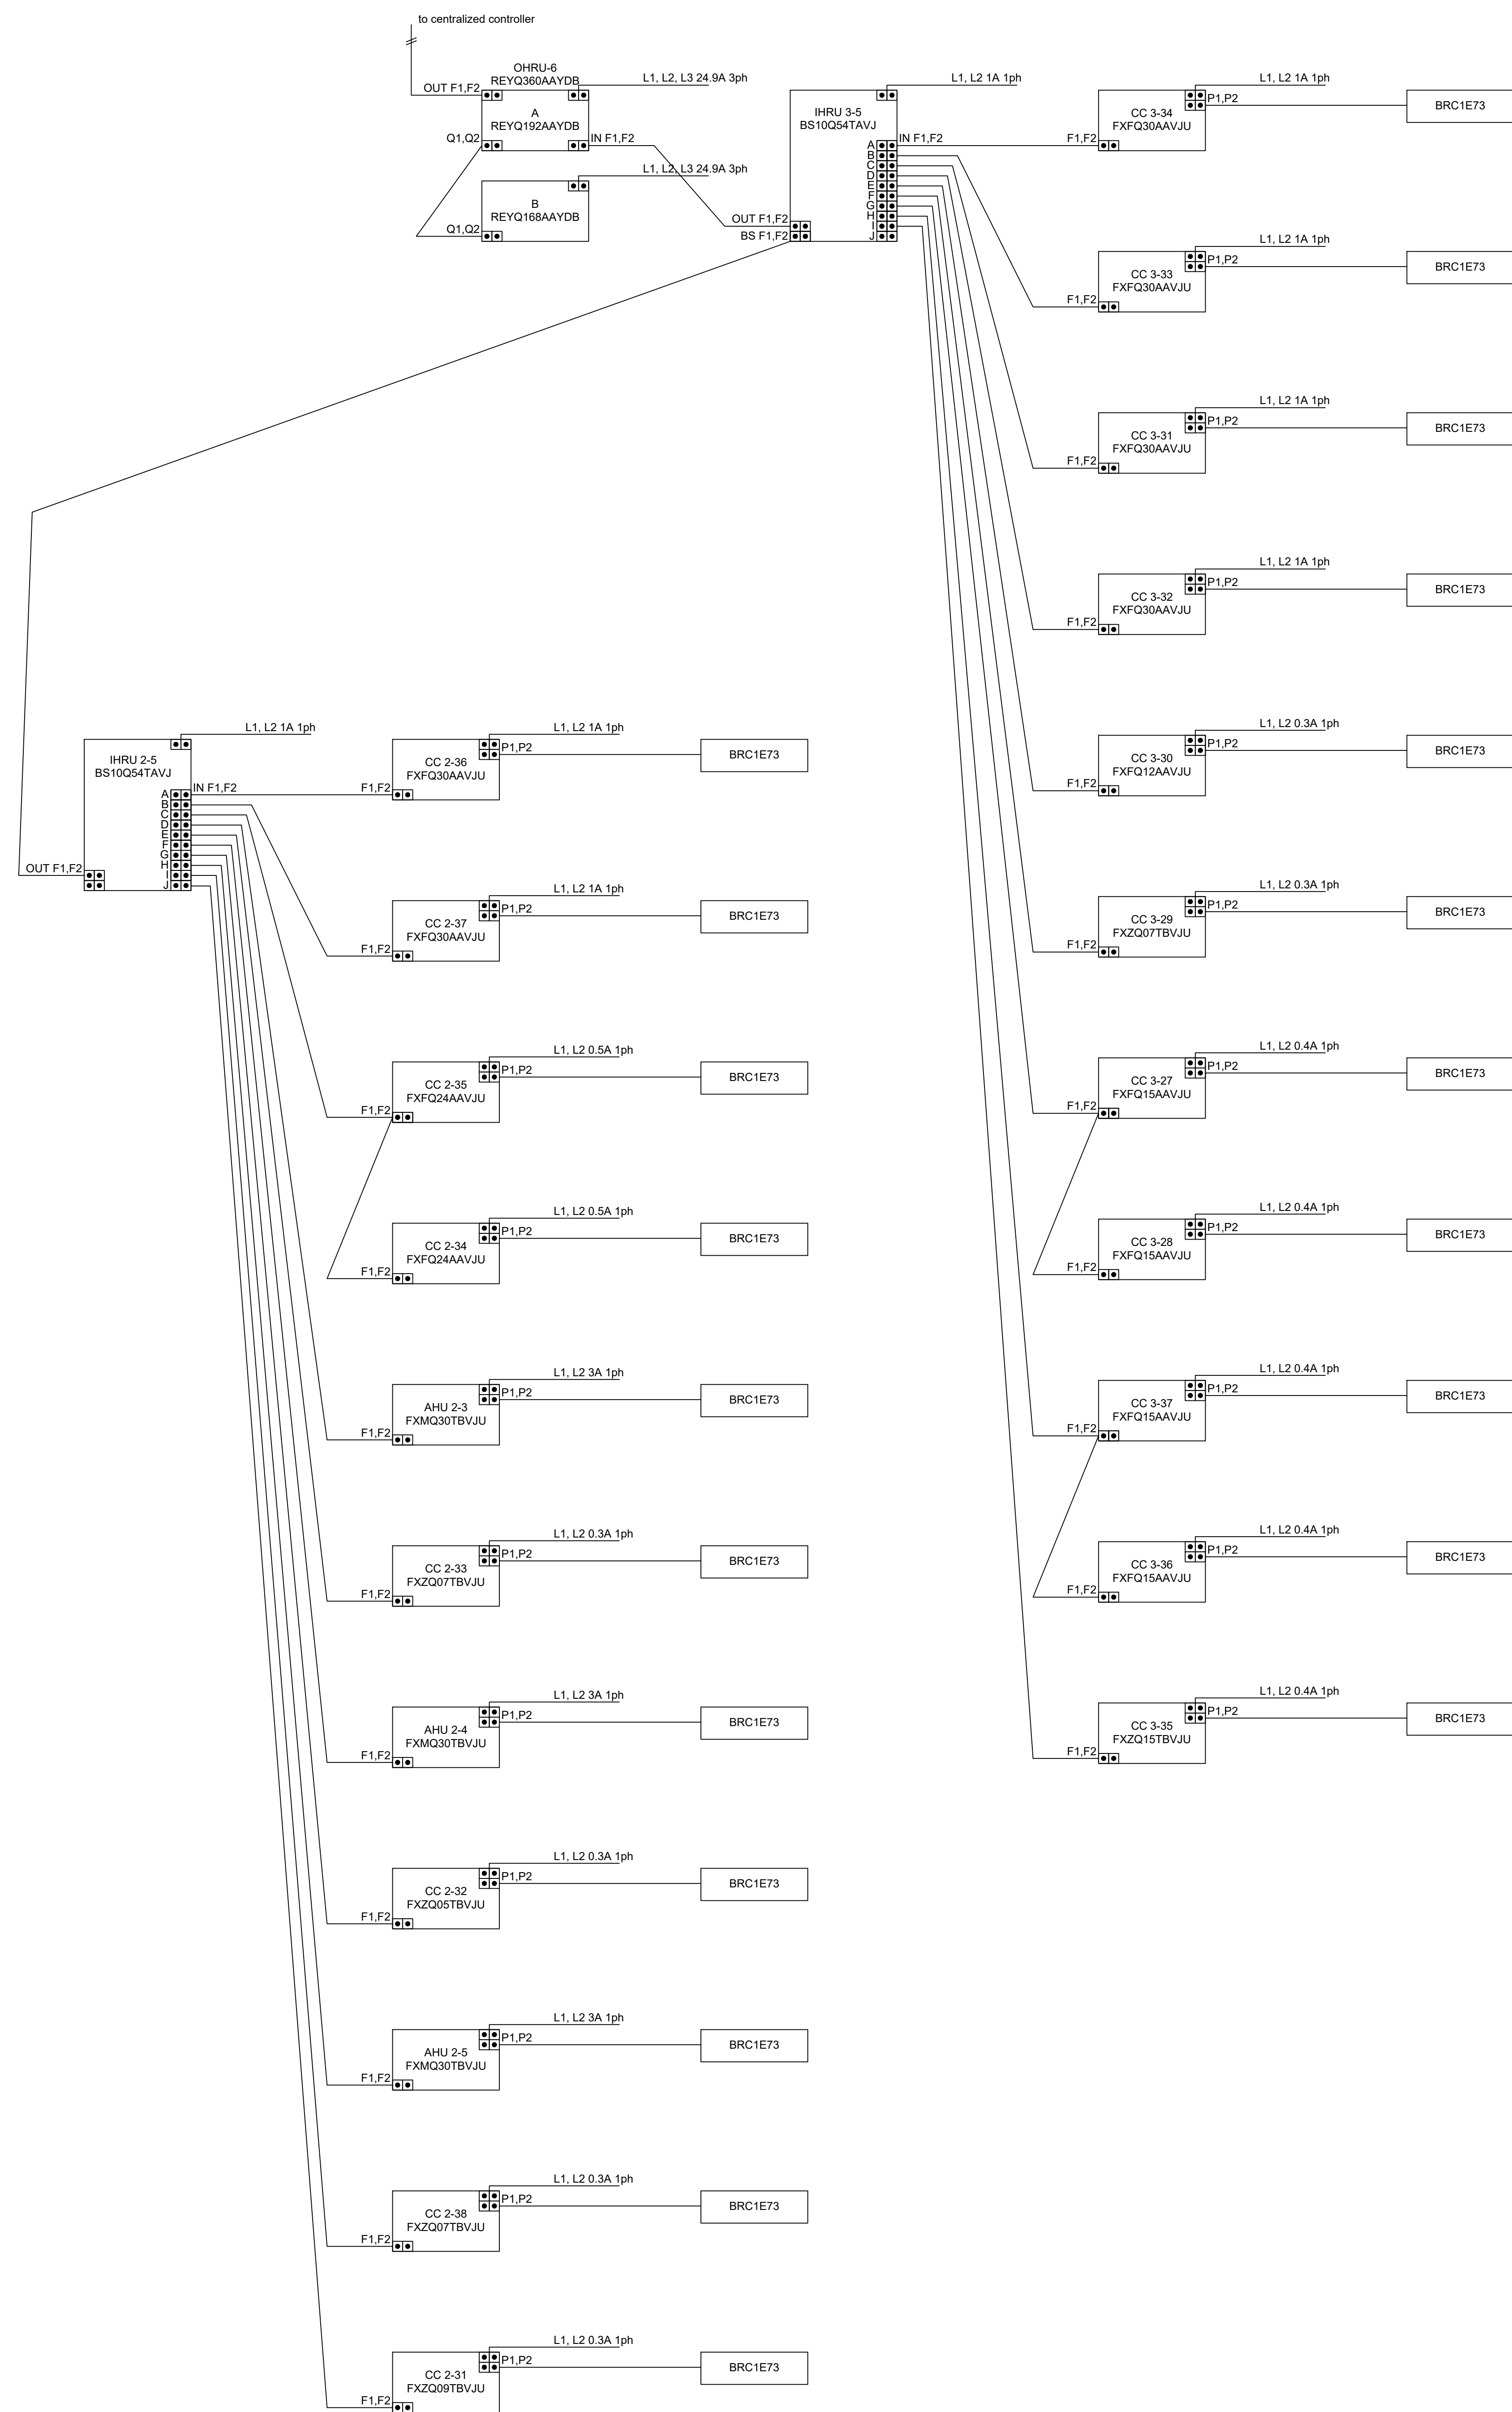 to centralized controller
OHRU-6
REYQ360AAYDB
OUT F1,F2
L1, L2, L3 24.9A 3ph
A
REYQ192AAYDB
Q1,Q2
IN F1,F2
L1, L2, L3 24.9A 3ph
B
REYQ168AAYDB
Q1,Q2
L1, L2 1A 1ph
IHRU 3-5
BS10Q54TAVJ
IN F1,F2
A
B
C
D
E
F
G
H
I
J
OUT F1,F2
BS F1,F2
L1, L2 1A 1ph
P1,P2
BRC1E73
CC 3-34
FXFQ30AAVJU
F1,F2
L1, L2 1A 1ph
P1,P2
BRC1E73
CC 3-33
FXFQ30AAVJU
F1,F2
L1, L2 1A 1ph
P1,P2
BRC1E73
CC 3-31
FXFQ30AAVJU
F1,F2
L1, L2 1A 1ph
P1,P2
BRC1E73
CC 3-32
FXFQ30AAVJU
F1,F2
L1, L2 0.3A 1ph
P1,P2
BRC1E73
CC 3-30
FXFQ12AAVJU
F1,F2
L1, L2 0.3A 1ph
P1,P2
BRC1E73
CC 3-29
FXZQ07TBVJU
F1,F2
L1, L2 0.4A 1ph
P1,P2
BRC1E73
CC 3-27
FXFQ15AAVJU
F1,F2
L1, L2 0.4A 1ph
P1,P2
BRC1E73
CC 3-28
FXFQ15AAVJU
F1,F2
L1, L2 0.4A 1ph
P1,P2
BRC1E73
CC 3-37
FXFQ15AAVJU
F1,F2
L1, L2 0.4A 1ph
P1,P2
BRC1E73
CC 3-36
FXFQ15AAVJU
F1,F2
L1, L2 0.4A 1ph
P1,P2
BRC1E73
CC 3-35
FXZQ15TBVJU
F1,F2
L1, L2 1A 1ph
IHRU 2-5
BS10Q54TAVJ
IN F1,F2
A
B
C
D
E
F
G
H
I
J
OUT F1,F2
L1, L2 1A 1ph
P1,P2
BRC1E73
CC 2-36
FXFQ30AAVJU
F1,F2
L1, L2 1A 1ph
P1,P2
BRC1E73
CC 2-37
FXFQ30AAVJU
F1,F2
L1, L2 0.5A 1ph
P1,P2
BRC1E73
CC 2-35
FXFQ24AAVJU
F1,F2
L1, L2 0.5A 1ph
P1,P2
BRC1E73
CC 2-34
FXFQ24AAVJU
F1,F2
L1, L2 3A 1ph
P1,P2
BRC1E73
AHU 2-3
FXMQ30TBVJU
F1,F2
L1, L2 0.3A 1ph
P1,P2
BRC1E73
CC 2-33
FXZQ07TBVJU
F1,F2
L1, L2 3A 1ph
P1,P2
BRC1E73
AHU 2-4
FXMQ30TBVJU
F1,F2
L1, L2 0.3A 1ph
P1,P2
BRC1E73
CC 2-32
FXZQ05TBVJU
F1,F2
L1, L2 3A 1ph
P1,P2
BRC1E73
AHU 2-5
FXMQ30TBVJU
F1,F2
L1, L2 0.3A 1ph
P1,P2
BRC1E73
CC 2-38
FXZQ07TBVJU
F1,F2
L1, L2 0.3A 1ph
P1,P2
BRC1E73
CC 2-31
FXZQ09TBVJU
F1,F2